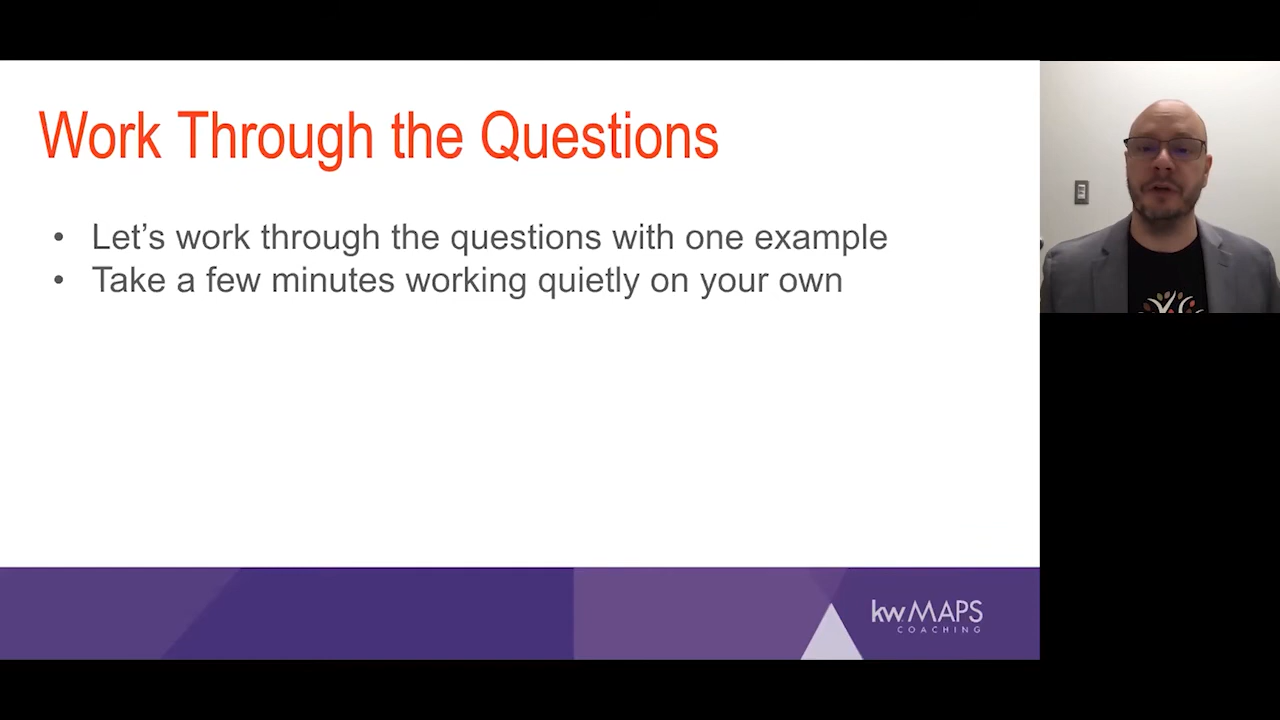 Work Through the Questions
• Let’s work through the questions with one example
• Take a few minutes working quietly on your own
kw MAPS
COACHING